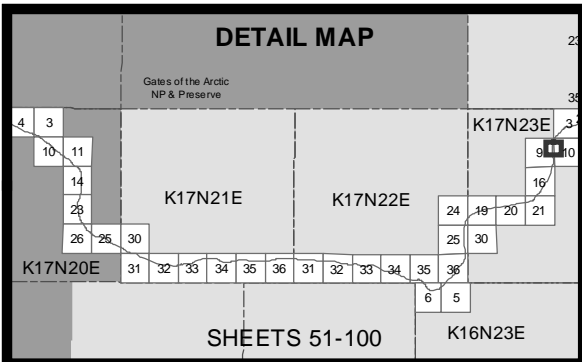 DETAIL MAP
23
Gates of the Arctic
NP & Preserve
35
4 3 K17N23E 3
10 11 9 10
14 16
K17N21E K17N22E
23 24 19 20 21
26 25 30 25 30
K17N20E 31 32 33 34 35 36 31 32 33 34 35 36
6 5
SHEETS 51-100 K16N23E